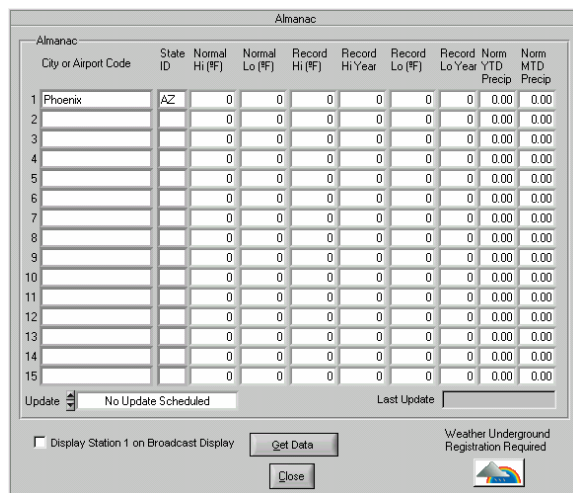 Almanac
Almanac
City or Airport Code State ID Normal Hi (ºF) Normal Lo (ºF) Record Hi (ºF) Record Hi Year Record Lo (ºF) Record Lo Year Norm YTD Precip Norm MTD Precip
1 Phoenix AZ 0 0 0 0 0 0 0.00 0.00
2 0 0 0 0 0 0 0.00 0.00
3 0 0 0 0 0 0 0.00 0.00
4 0 0 0 0 0 0 0.00 0.00
5 0 0 0 0 0 0 0.00 0.00
6 0 0 0 0 0 0 0.00 0.00
7 0 0 0 0 0 0 0.00 0.00
8 0 0 0 0 0 0 0.00 0.00
9 0 0 0 0 0 0 0.00 0.00
10 0 0 0 0 0 0 0.00 0.00
11 0 0 0 0 0 0 0.00 0.00
12 0 0 0 0 0 0 0.00 0.00
13 0 0 0 0 0 0 0.00 0.00
14 0 0 0 0 0 0 0.00 0.00
15 0 0 0 0 0 0 0.00 0.00
Update No Update Scheduled Last Update
Display Station 1 on Broadcast Display
Get Data
Close
Weather Underground
Registration Required